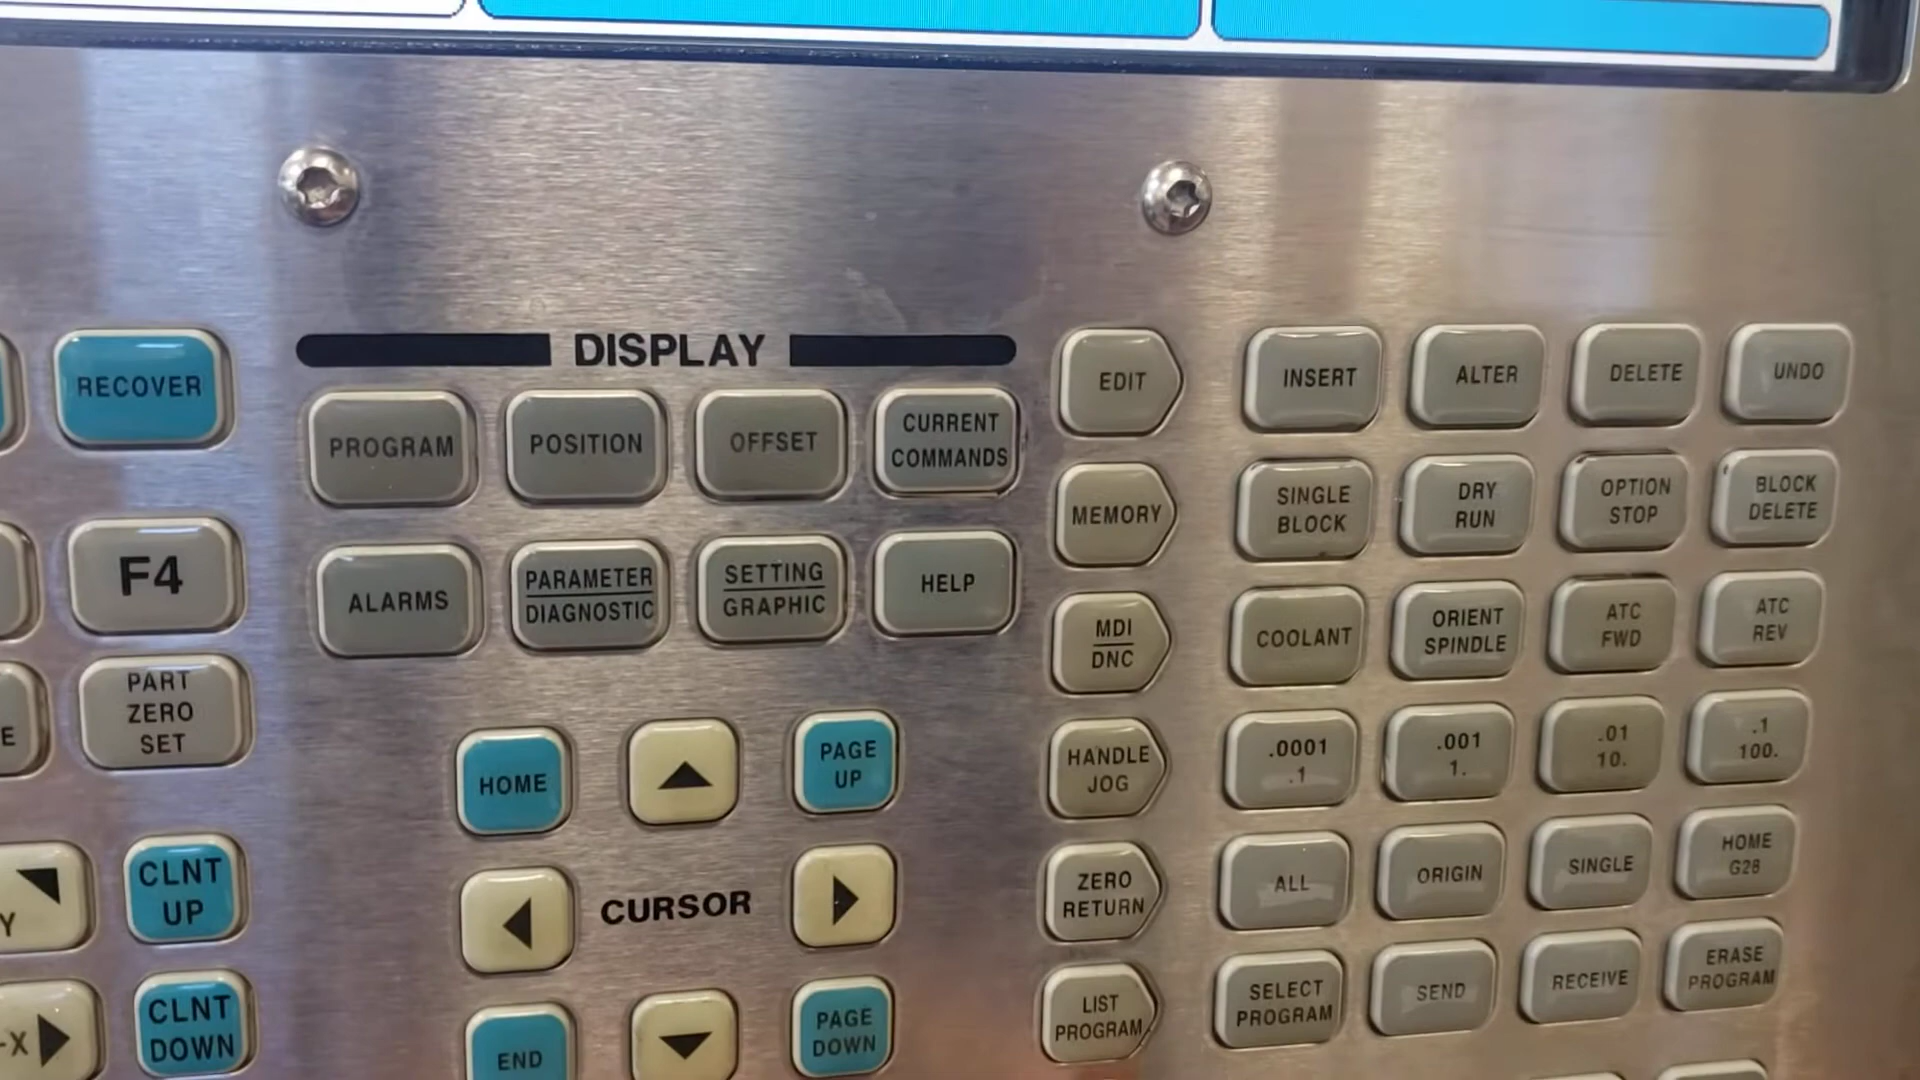 RECOVER
F4
PART
ZERO
SET
E
Y
CLNT
UP
-X
CLNT
DOWN
DISPLAY
PROGRAM
POSITION
OFFSET
CURRENT
COMMANDS
ALARMS
PARAMETER
DIAGNOSTIC
SETTING
GRAPHIC
HELP
HOME
PAGE
UP
CURSOR
END
PAGE
DOWN
EDIT
INSERT
ALTER
DELETE
UNDO
MEMORY
SINGLE
BLOCK
DRY
RUN
OPTION
STOP
BLOCK
DELETE
MDI
DNC
COOLANT
ORIENT
SPINDLE
ATC
FWD
ATC
REV
HANDLE
JOG
.0001
.1
.001
1.
.01
10.
.1
100.
ZERO
RETURN
ALL
ORIGIN
SINGLE
HOME
G28
LIST
PROGRAM
SELECT
PROGRAM
SEND
RECEIVE
ERASE
PROGRAM